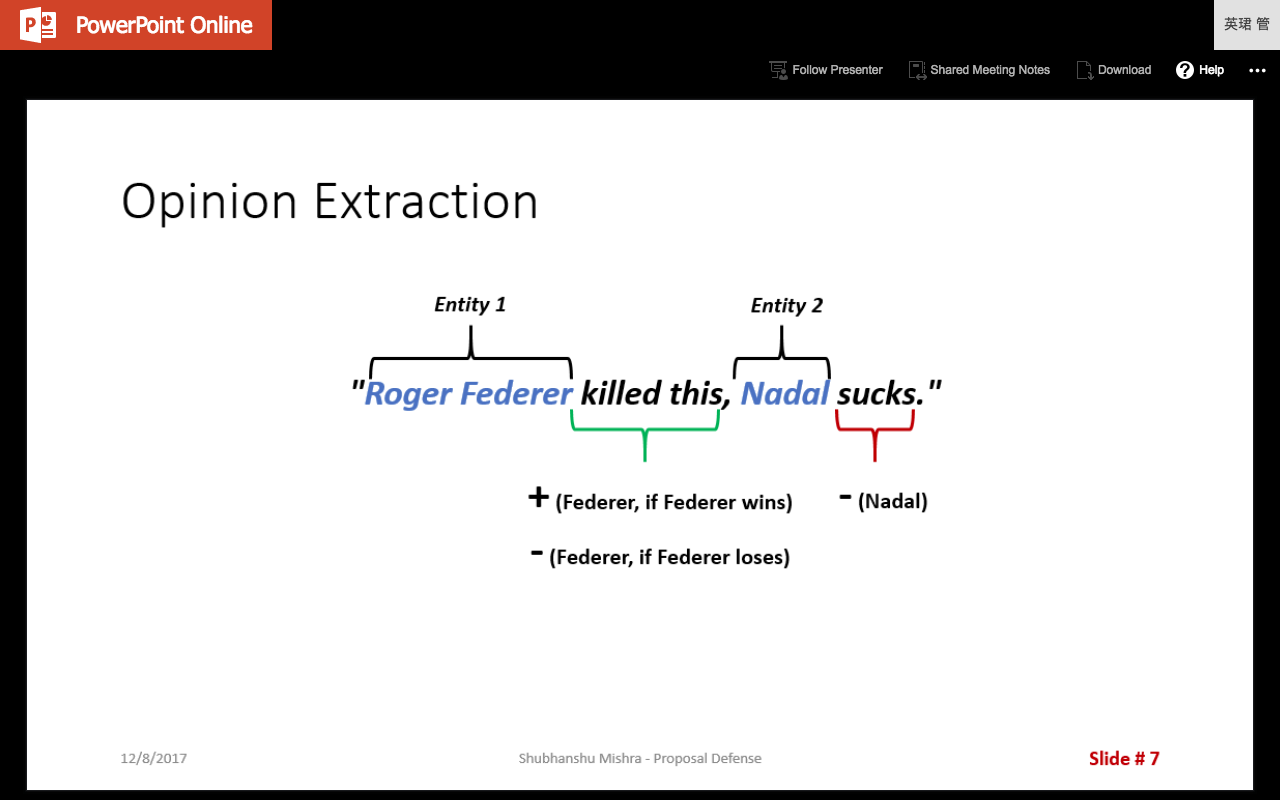 PowerPoint Online
英珺 管
Follow Presenter
Shared Meeting Notes
Download
Help
Opinion Extraction
Entity 1
Entity 2
"Roger Federer killed this, Nadal sucks."
+ (Federer, if Federer wins)
- (Nadal)
- (Federer, if Federer loses)
12/8/2017
Shubhanshu Mishra - Proposal Defense
Slide # 7